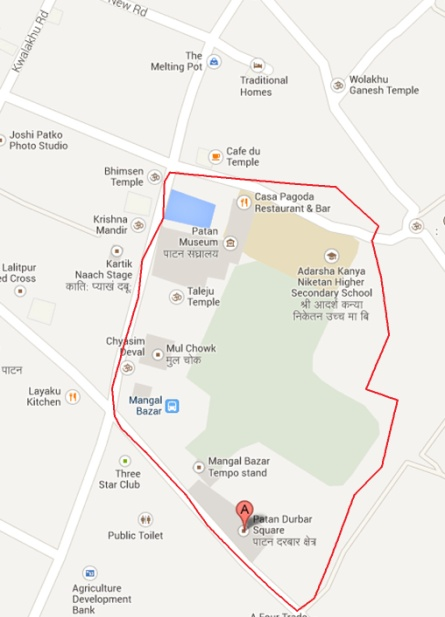 New Rd
Kwalakhu Rd
The
Melting Pot
Traditional
Homes
Wolakhu
Ganesh Temple
Joshi Patko
Photo Studio
Cafe du
Temple
Bhimsen
Temple
Casa Pagoda
Restaurant & Bar
Krishna
Mandir
Patan
Museum
पाटन संग्रालय
Kartik
Naach Stage
काति: प्याखं दबू
Lalitpur
ed Cross
Adarsha Kanya
Niketan Higher
Secondary School
श्री आदर्श कन्या
निकेतन उच्च मा बि
Taleju
Temple
Chyasim
Deval
Mul Chowk
मुल चोक
पाटन
Layaku
Kitchen
Mangal
Bazar
Mangal Bazar
Tempo stand
Three
Star Club
A
Patan Durbar
Square
पाटन दरबार क्षेत्र
Public Toilet
Agriculture
Development
Bank
A Four Trade